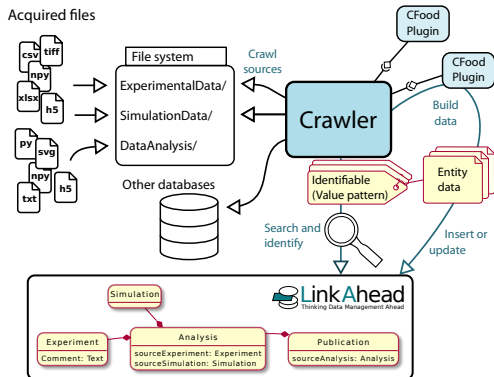 Acquired files
csv
tiff
npy
xlsx
h5
py
svg
npy
txt
h5
File system
ExperimentalData/
SimulationData/
DataAnalysis/
Other databases
Crawl
sources
Crawler
CFood
Plugin
CFood
Plugin
Build
data
Identifiable
(Value pattern)
Entity
data
Search and
identify
Insert or
update
LinkAhead
Thinking Data Management Ahead
Simulation
Experiment
Comment: Text
Analysis
sourceExperiment: Experiment
sourceSimulation: Simulation
Publication
sourceAnalysis: Analysis